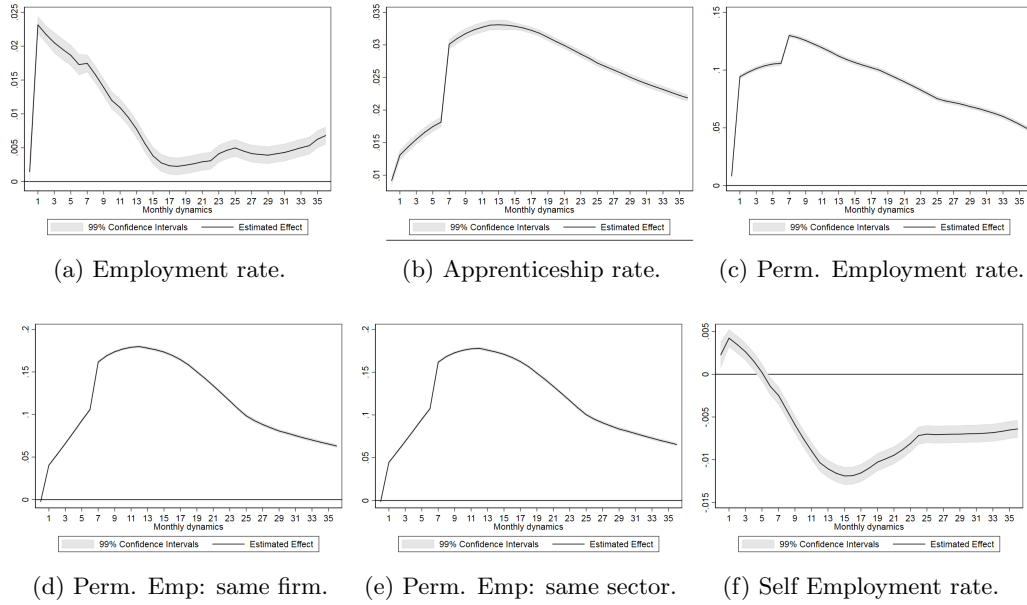 0 .005 .01 .015 .02 .025
1 3 5 7 9 11 13 15 17 19 21 23 25 27 29 31 33 35
Monthly dynamics
99% Confidence Intervals Estimated Effect
(a) Employment rate.
.01 .015 .02 .025 .03 .035
1 3 5 7 9 11 13 15 17 19 21 23 25 27 29 31 33 35
Monthly dynamics
99% Confidence Intervals Estimated Effect
(b) Apprenticeship rate.
0 .05 .1 .15
1 3 5 7 9 11 13 15 17 19 21 23 25 27 29 31 33 35
Monthly dynamics
99% Confidence Intervals Estimated Effect
(c) Perm. Employment rate.
0 .05 .1 .15 .2
1 3 5 7 9 11 13 15 17 19 21 23 25 27 29 31 33 35
Monthly dynamics
99% Confidence Intervals Estimated Effect
(d) Perm. Emp: same firm.
0 .05 .1 .15 .2
1 3 5 7 9 11 13 15 17 19 21 23 25 27 29 31 33 35
Monthly dynamics
99% Confidence Intervals Estimated Effect
(e) Perm. Emp: same sector.
-.015 -.01 -.005 0 .005
1 3 5 7 9 11 13 15 17 19 21 23 25 27 29 31 33 35
Monthly dynamics
99% Confidence Intervals Estimated Effect
(f) Self Employment rate.